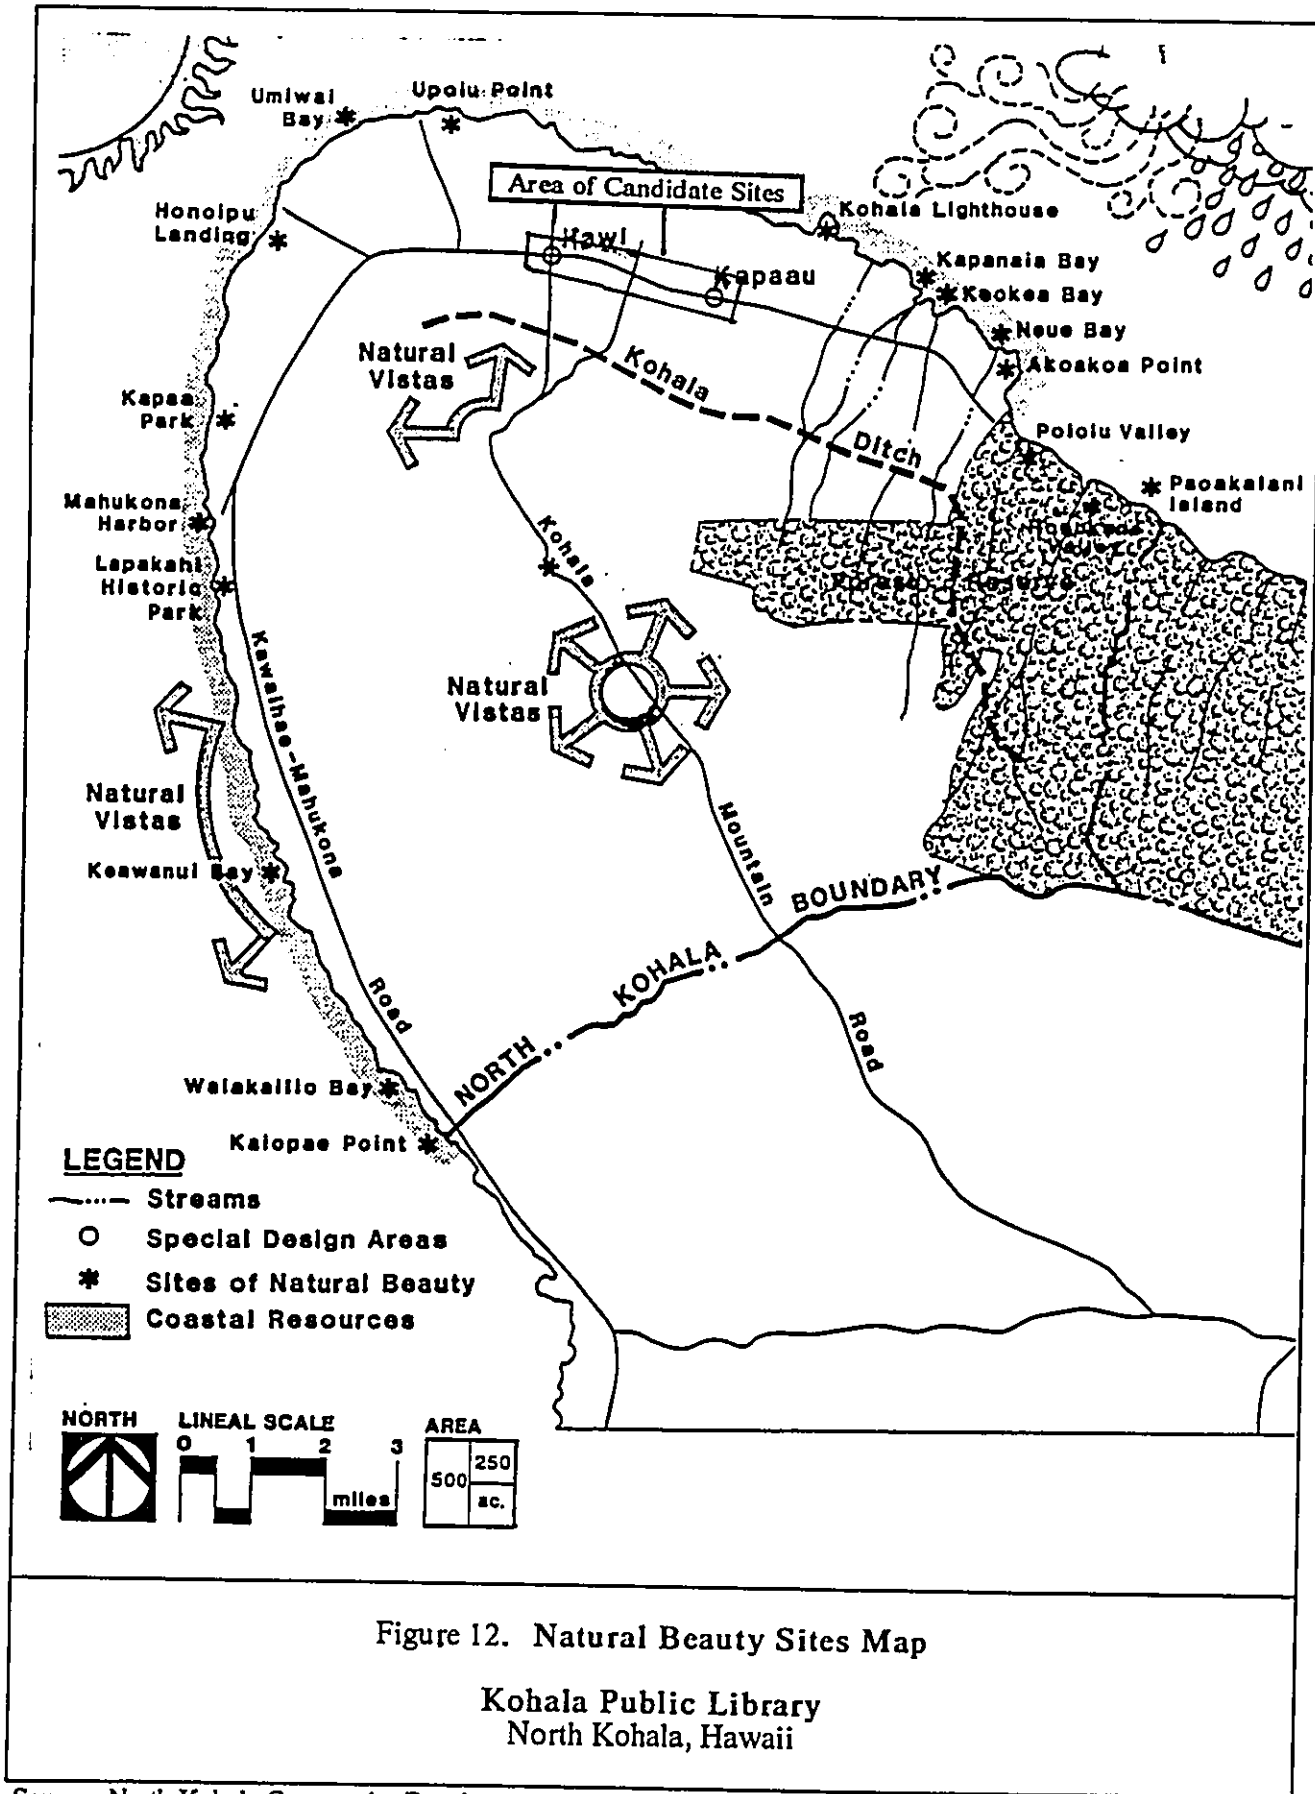 Umiwai
Bay
Upolu Point
Area of Candidate Sites
Honoipu
Landing
Hawi
Kapaau
Kohala Lighthouse
Kapanaia Bay
Keokea Bay
Neue Bay
Akoakoa Point
Natural
Vistas
Kohala
Ditch
Kapaa
Park
Pololu Valley
Paoakalani
Island
Mahukona
Harbor
Lapakahi
Historic
Park
Valley
Forest Reserve
Kohala
Mountain
Road
Natural
Vistas
Kawaihae-Mahukona
Road
Natural
Vistas
Keawanui Bay
NORTH KOHALA BOUNDARY
Waiakailio Bay
Kaiopae Point
LEGEND
Streams
Special Design Areas
Sites of Natural Beauty
Coastal Resources
NORTH
LINEAL SCALE
0 1 2 3
miles
AREA
500
250
ac.
Figure 12. Natural Beauty Sites Map
Kohala Public Library
North Kohala, Hawaii